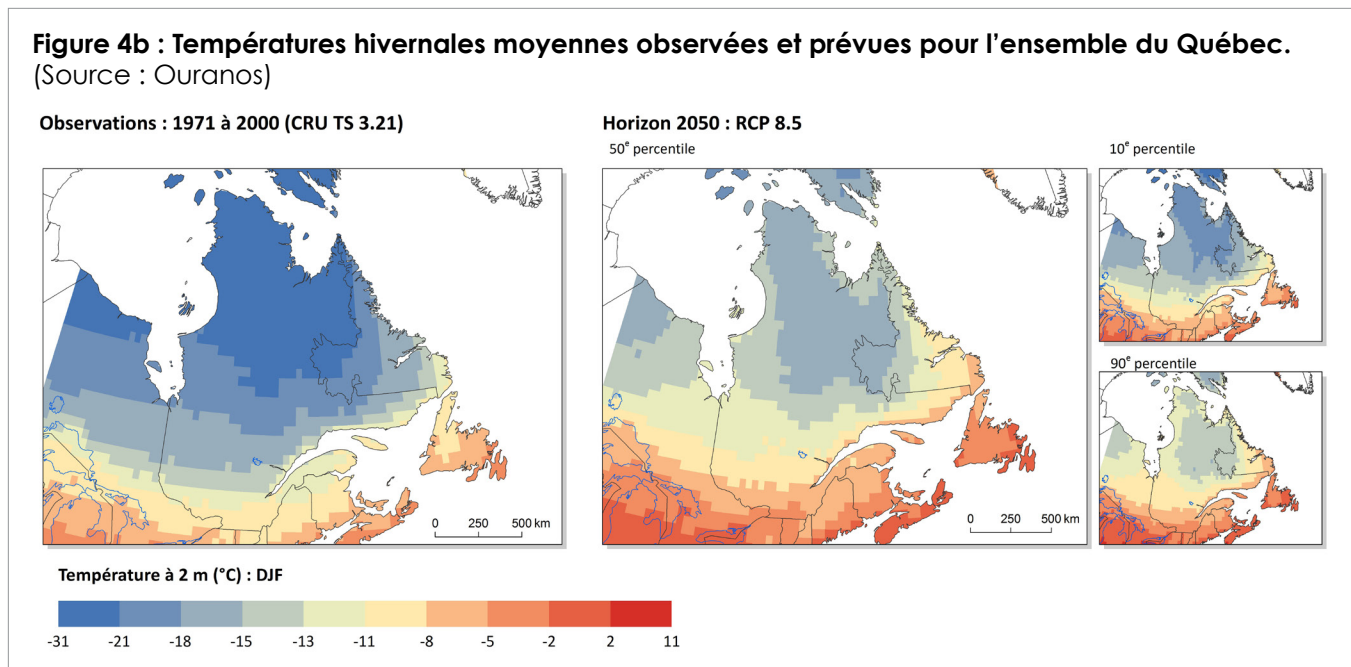 Figure 4b : Températures hivernales moyennes observées et prévues pour l’ensemble du Québec.
(Source : Ouranos)
Observations : 1971 à 2000 (CRU TS 3.21)
Horizon 2050 : RCP 8.5
50e percentile
10e percentile
90e percentile
0 250 500 km
0 250 500 km
Température à 2 m (°C) : DJF
-31 -21 -18 -15 -13 -11 -8 -5 -2 2 11